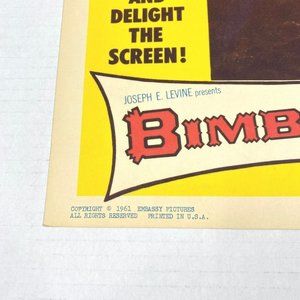 AND
DELIGHT
THE
SCREEN!
JOSEPH E. LEVINE presents
BIMB
COPYRIGHT © 1961 EMBASSY PICTURES
ALL RIGHTS RESERVED PRINTED IN U.S.A.